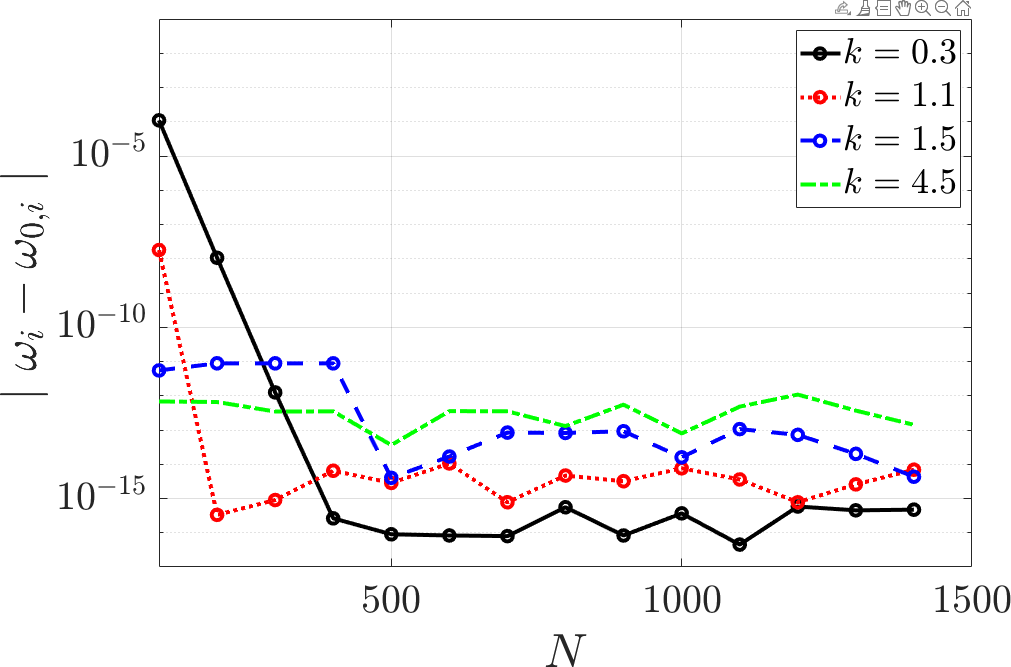 k = 0.3
k = 1.1
k = 1.5
k = 4.5
10^{-5}
10^{-10}
10^{-15}
| ω_i − ω_{0,i} |
500 1000 1500
N